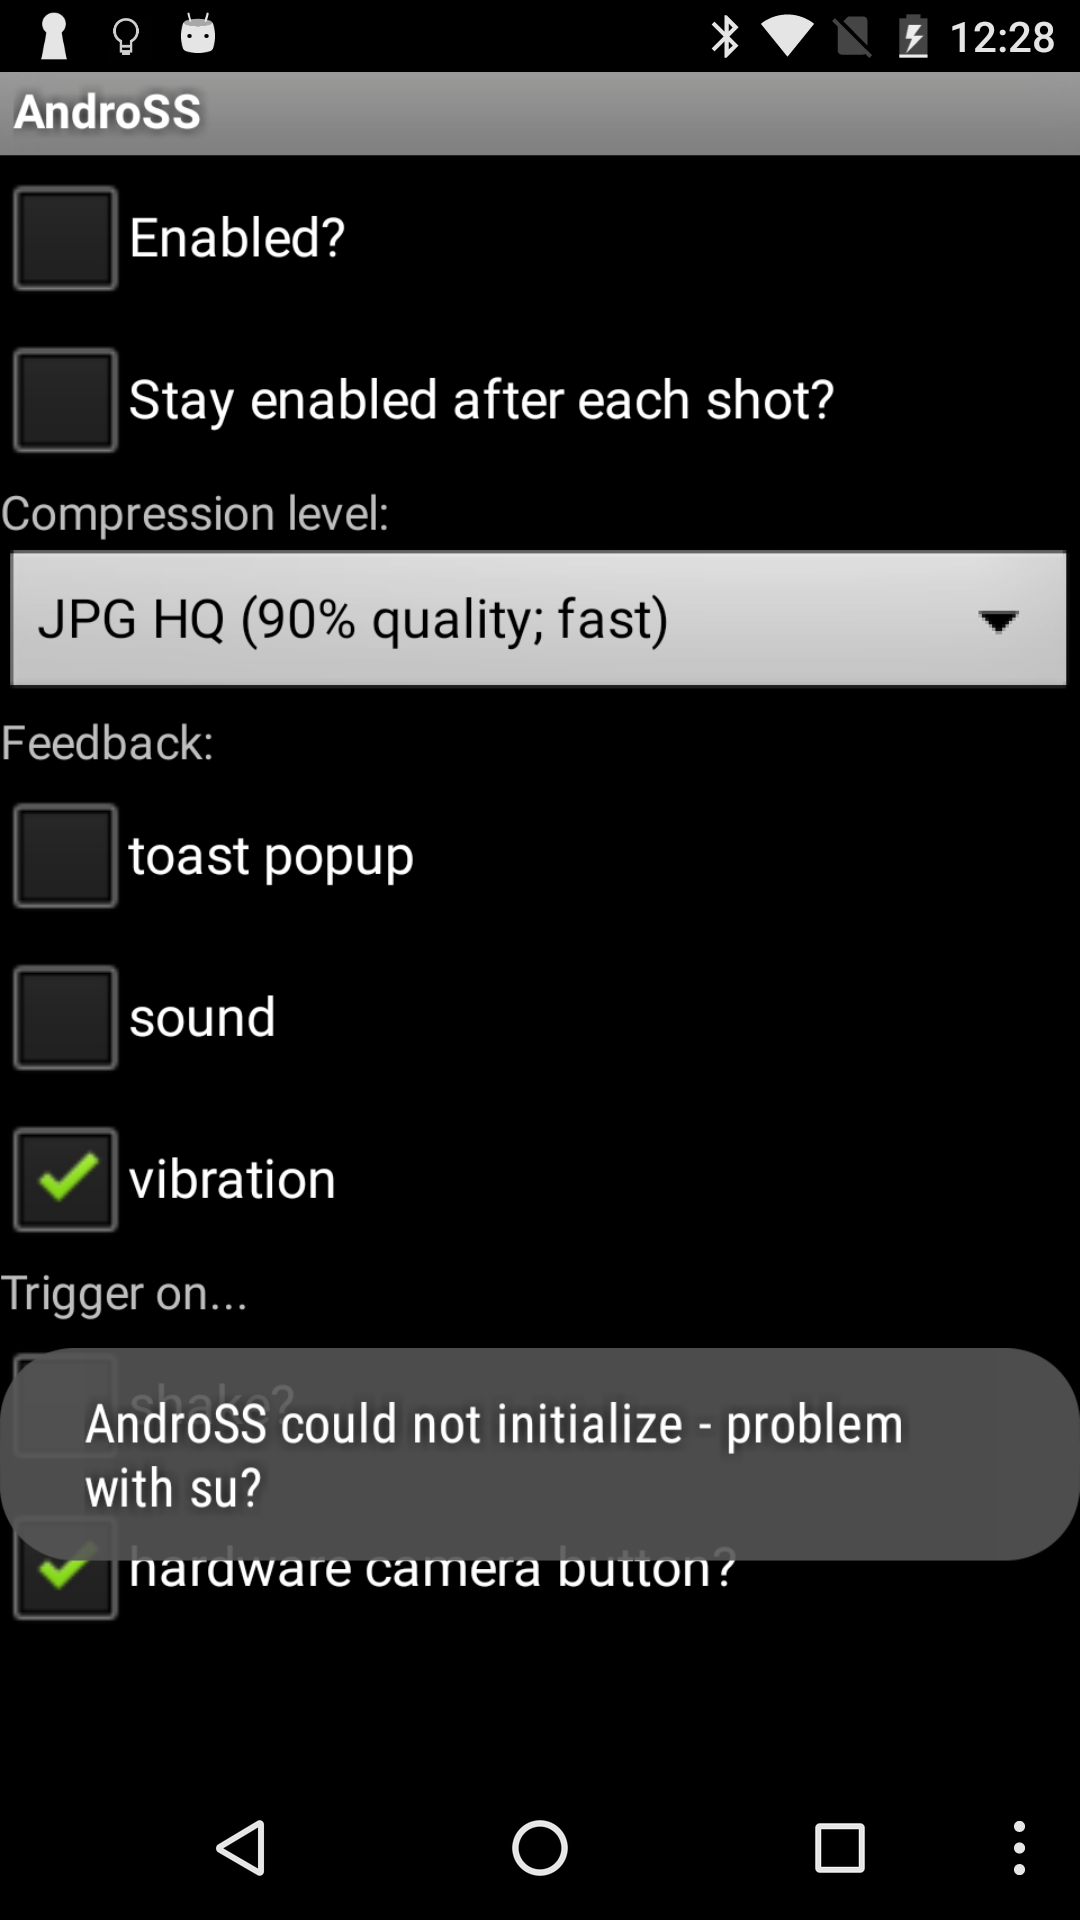 12:28
AndroSS
Enabled?
Stay enabled after each shot?
Compression level:
JPG HQ (90% quality; fast)
Feedback:
toast popup
sound
vibration
Trigger on...
shake?
AndroSS could not initialize - problem
with su?
hardware camera button?